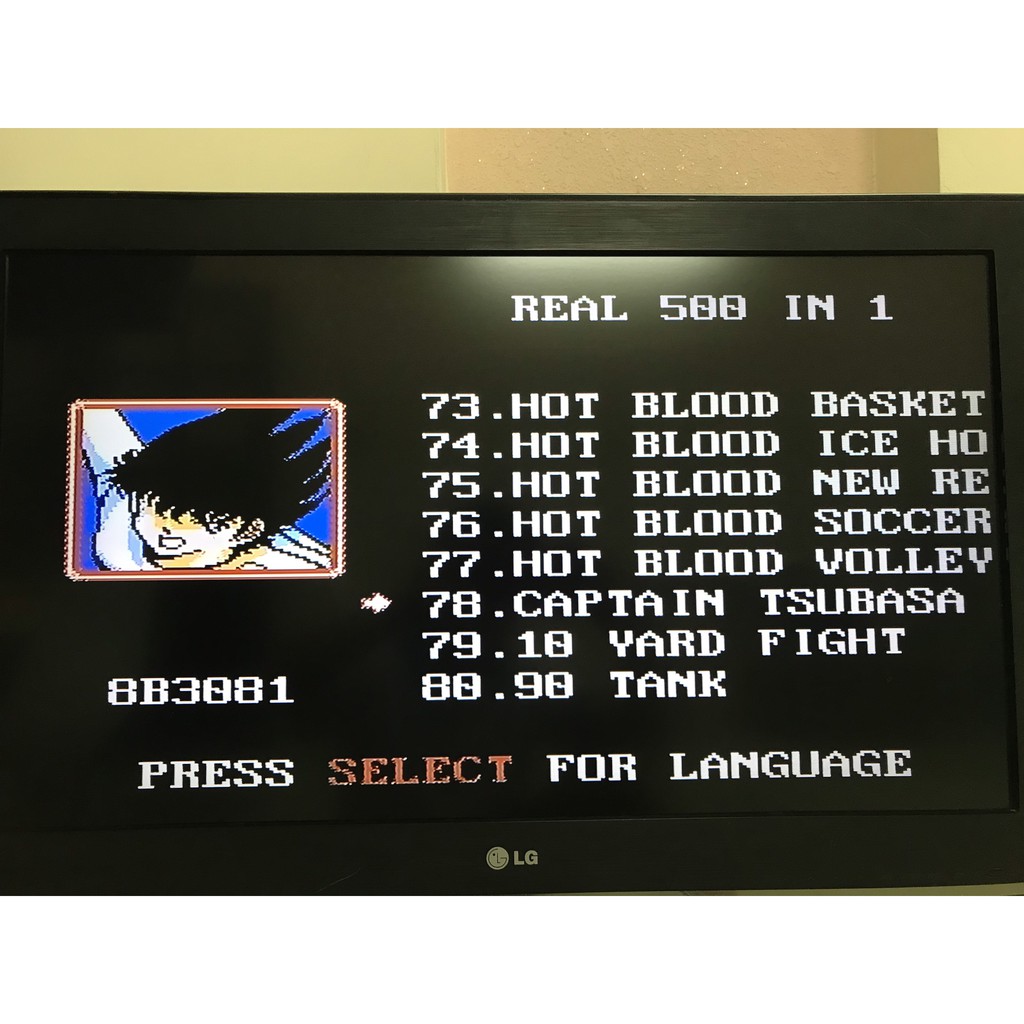 REAL 500 IN 1
73.HOT BLOOD BASKET
74.HOT BLOOD ICE HO
75.HOT BLOOD NEW RE
76.HOT BLOOD SOCCER
77.HOT BLOOD VOLLEY
78.CAPTAIN TSUBASA
79.10 YARD FIGHT
80.90 TANK
8B3081
PRESS SELECT FOR LANGUAGE
LG